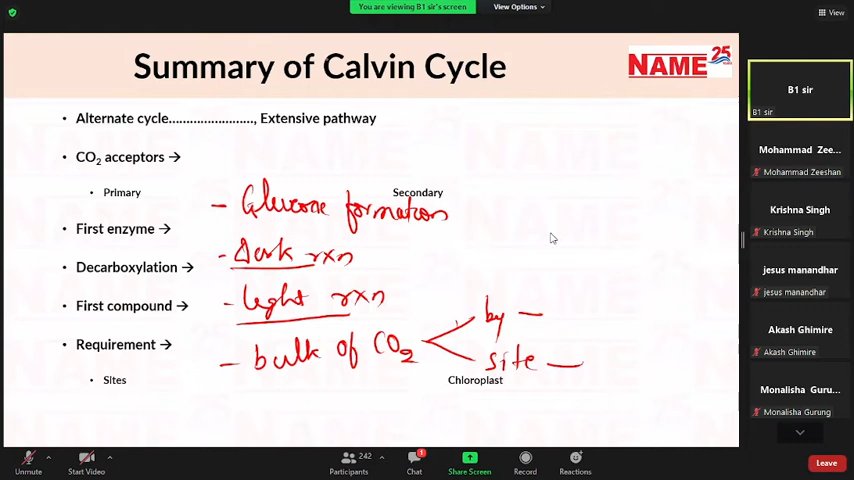 You are viewing B1 sir's screen
View Options
View
Summary of Calvin Cycle
NAME 25
• Alternate cycle......................., Extensive pathway
• CO₂ acceptors →
• Primary
Secondary
- Glucose formation
• First enzyme →
- Dark rxn
• Decarboxylation →
- light rxn
• First compound →
by —
• Requirement →
- bulk of CO₂
site —
• Sites
Chloroplast
B1 sir
B1 sir
Mohammad Zee...
Mohammad Zeeshan
Krishna Singh
Krishna Singh
jesus manandhar
jesus manandhar
Akash Ghimire
Akash Ghimire
Monalisha Guru...
Monalisha Gurung
Unmute
Start Video
242
Participants
1
Chat
Share Screen
Record
Reactions
Leave